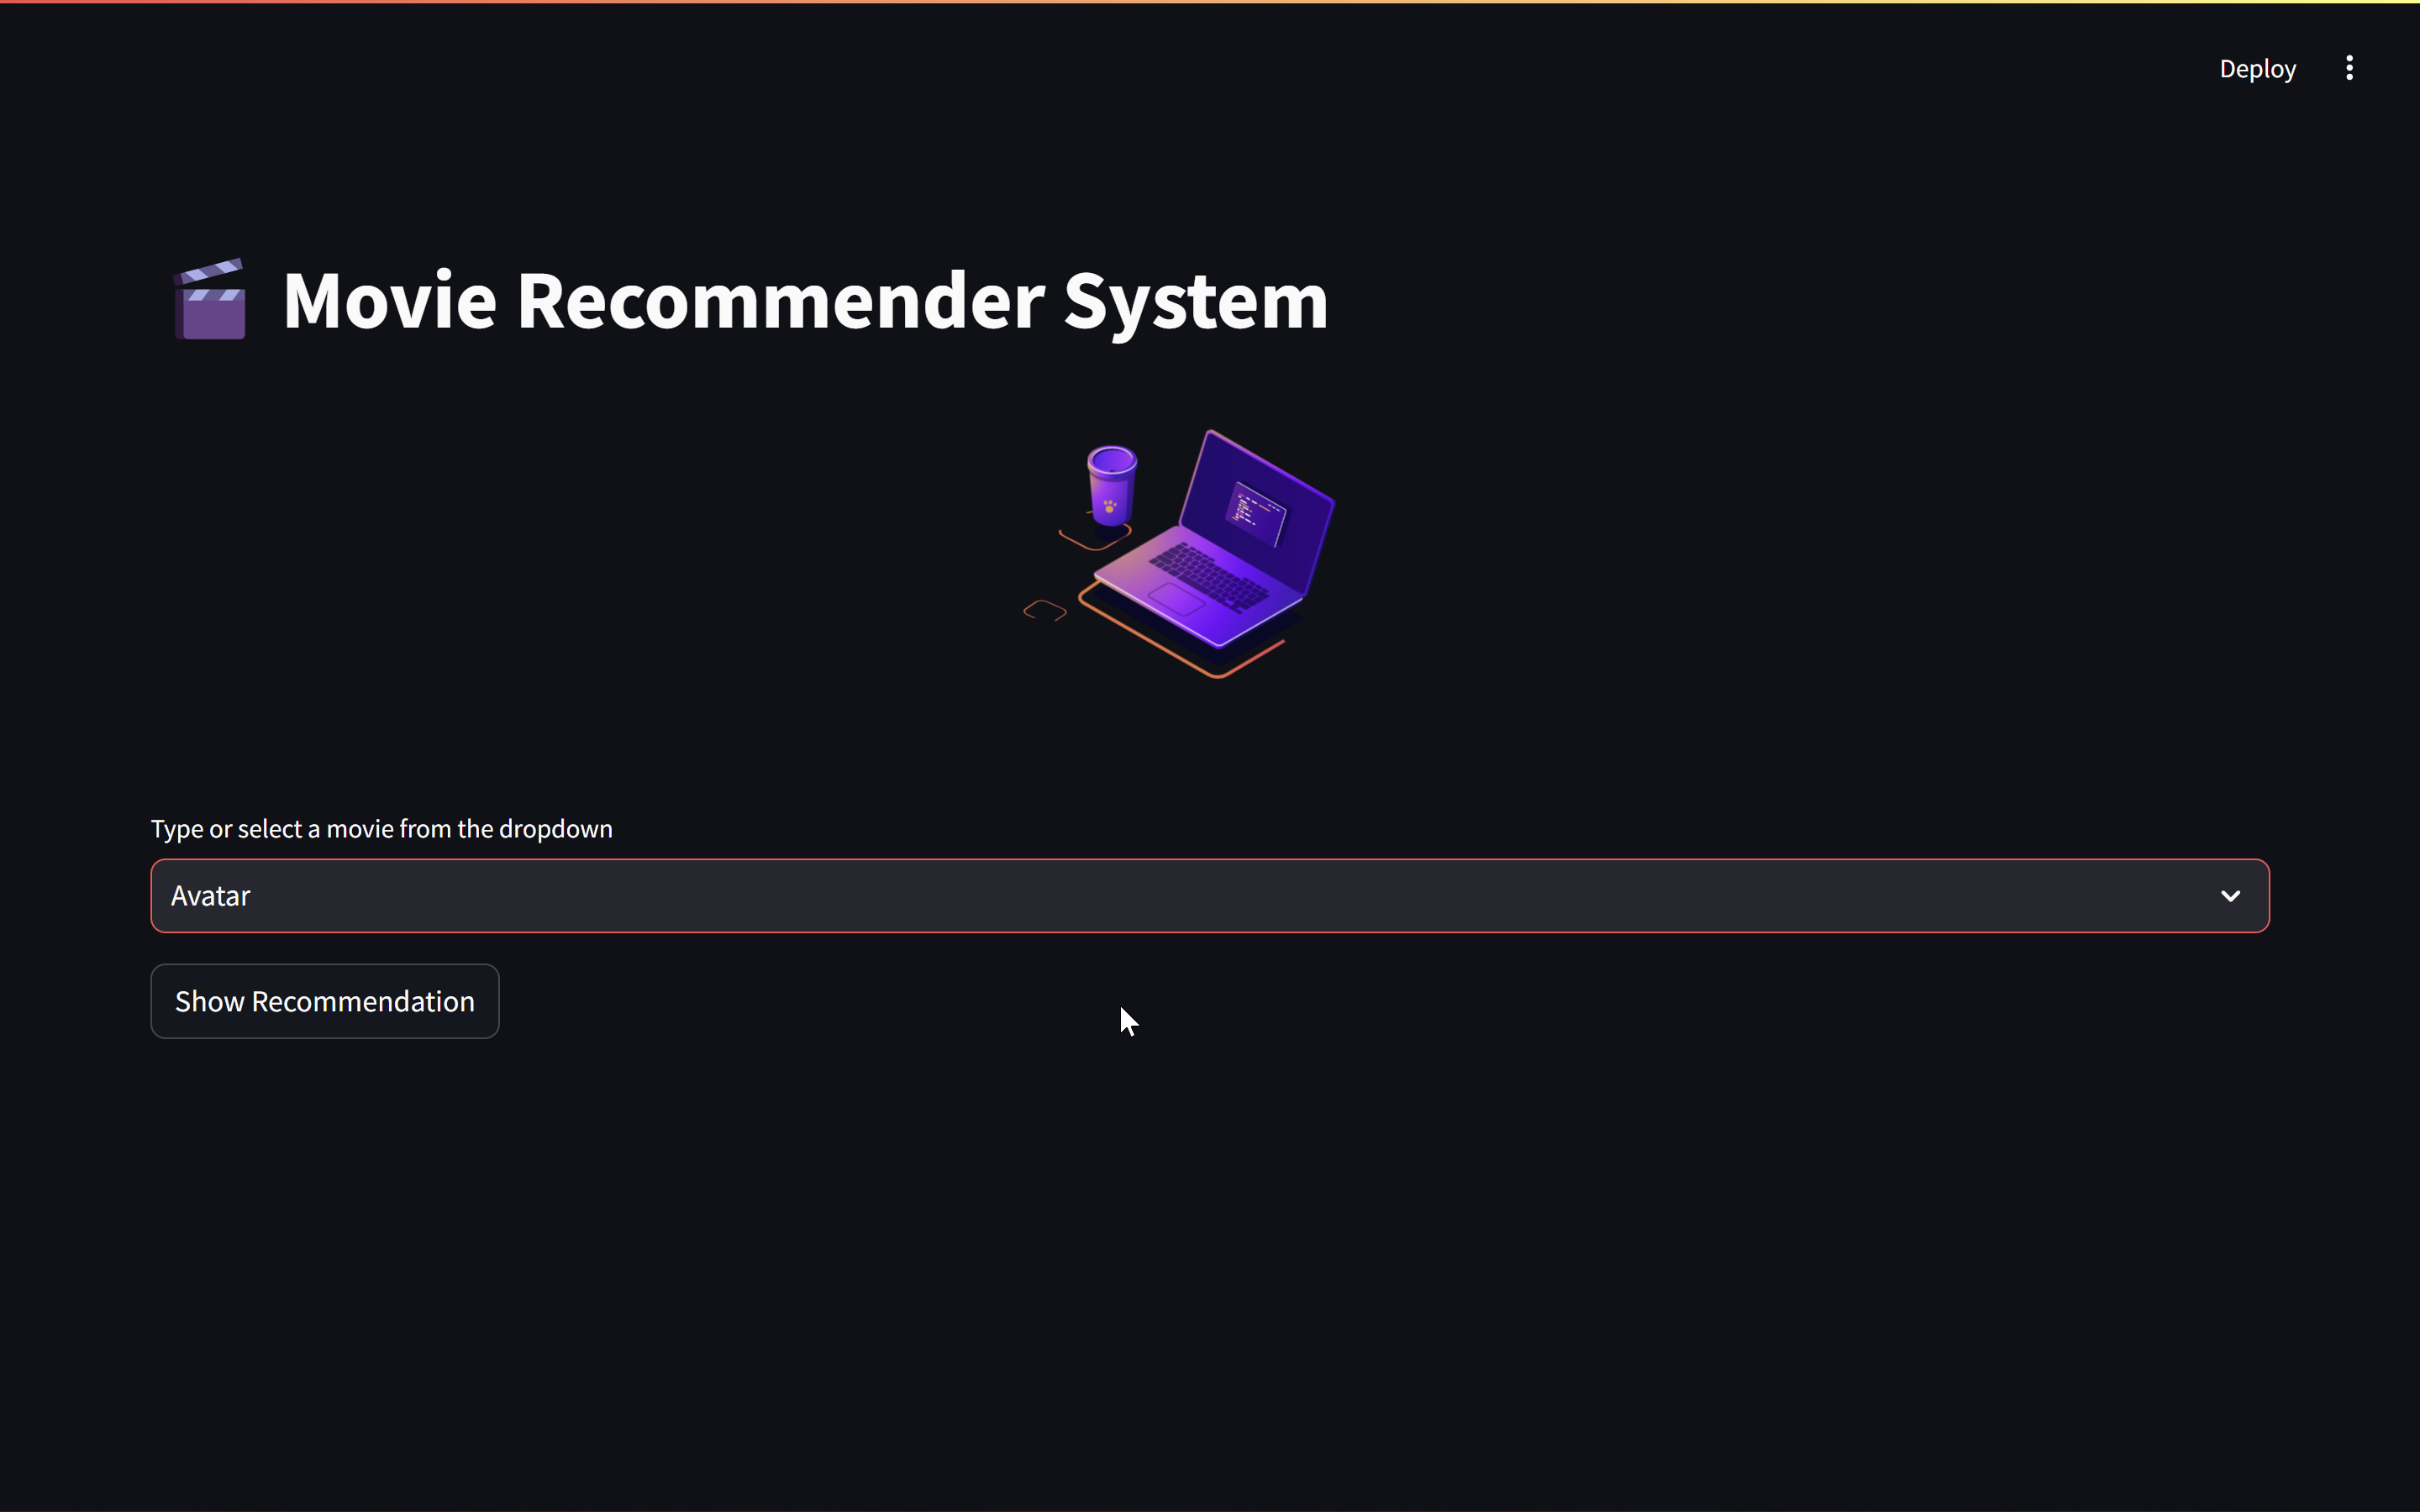 Deploy
Movie Recommender System
Type or select a movie from the dropdown
Avatar
Show Recommendation